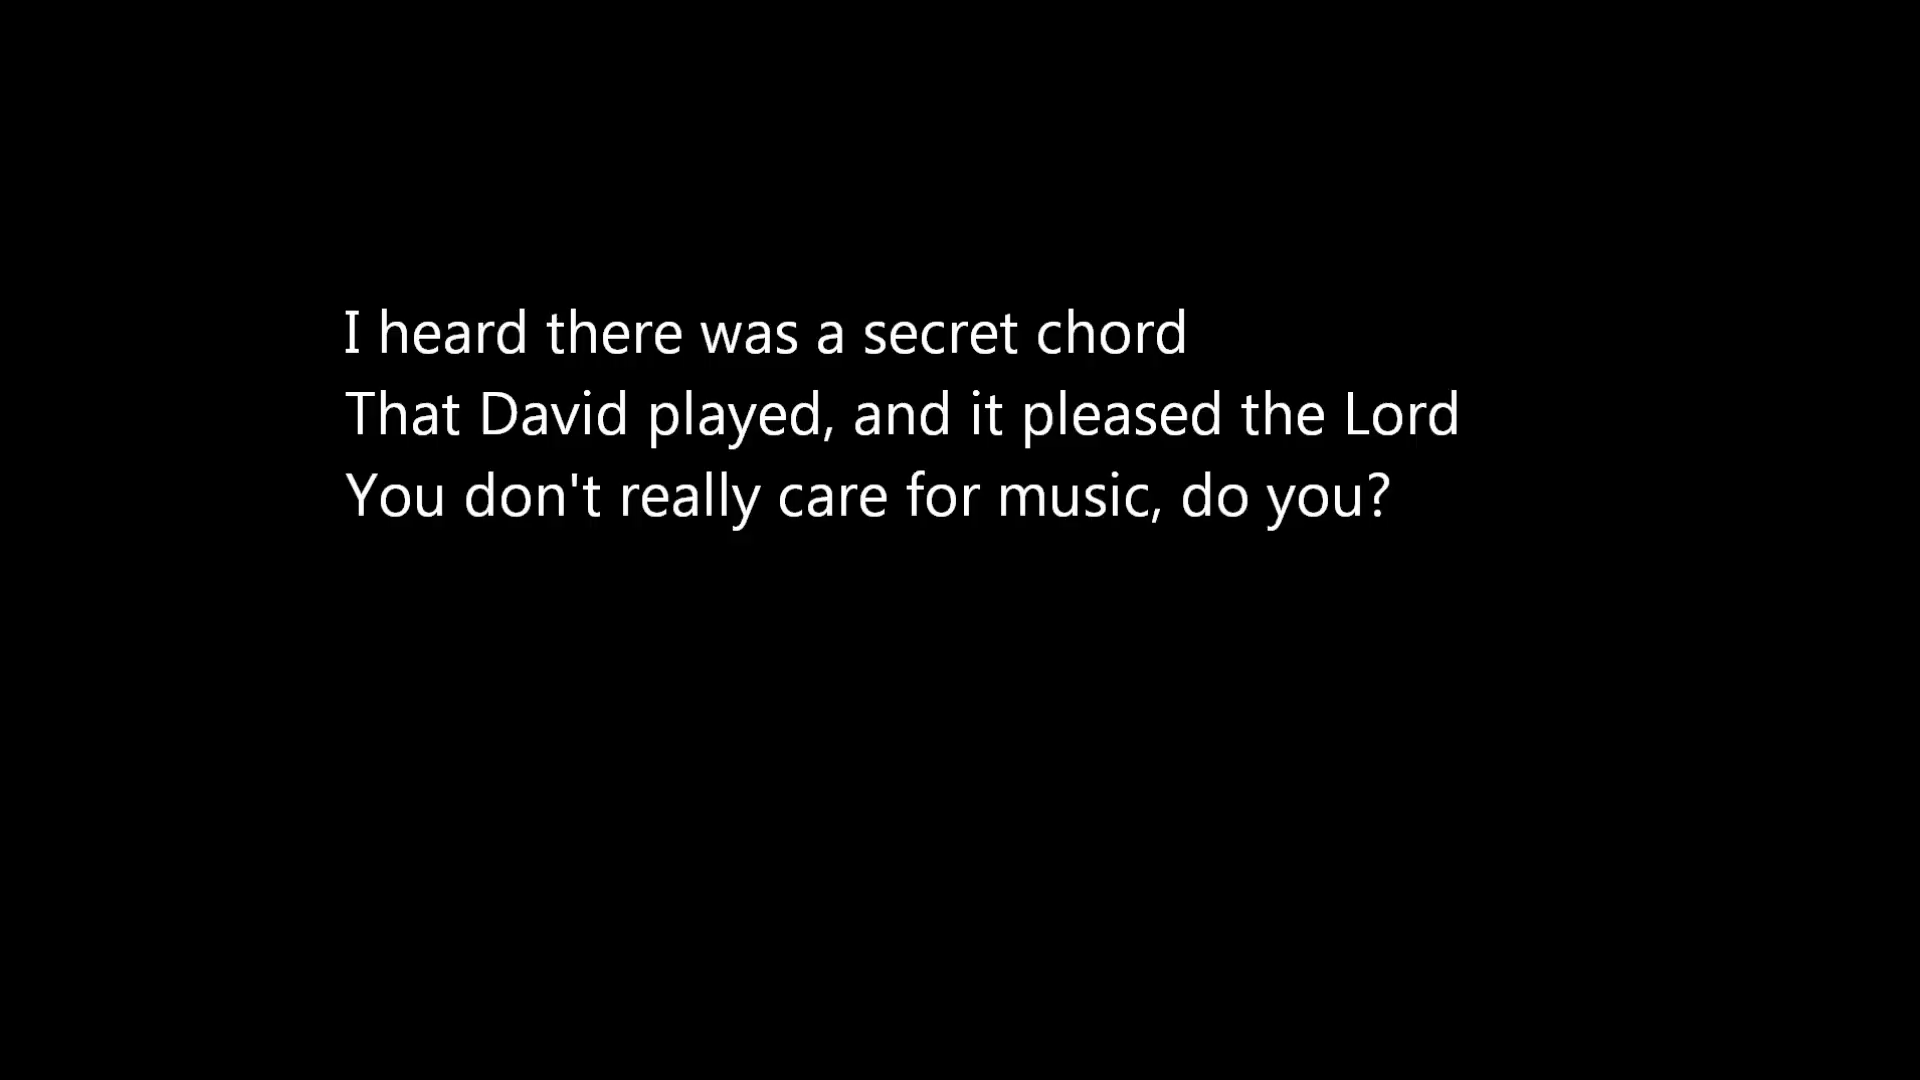 I heard there was a secret chord
That David played, and it pleased the Lord
You don't really care for music, do you?